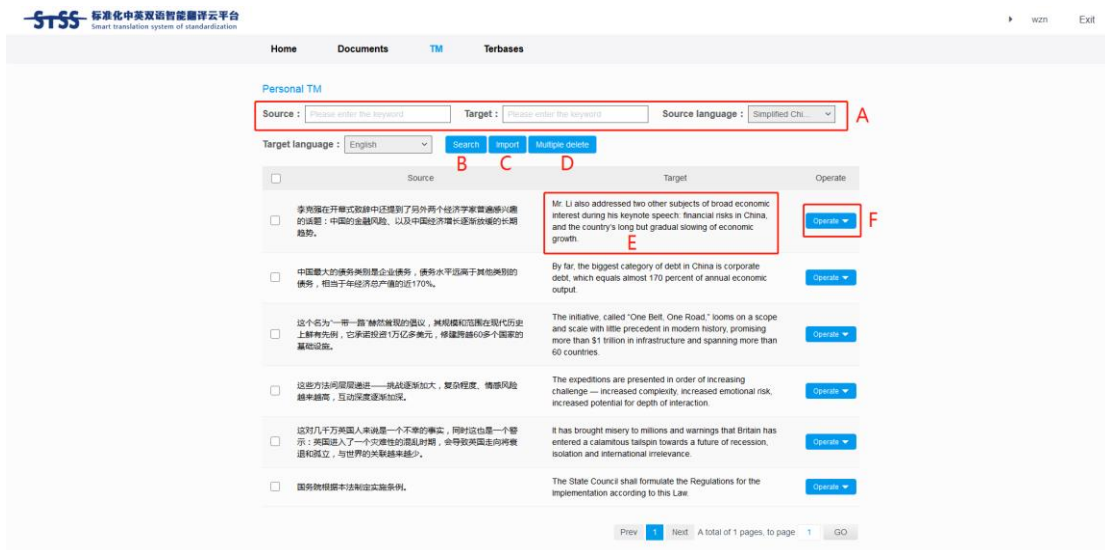 STSS 标准化中英双语智能翻译云平台
Smart translation system of standardization
wzn Exit
Home Documents TM Terbases
Personal TM
Source : Please enter the keyword Target : Please enter the keyword Source language : Simplified Chi... A
Target language : English Search Import Multiple delete
B C D
Source Target Operate
李克强在开幕式致辞中还提到了另外两个经济学家普遍感兴趣
的话题：中国的金融风险、以及中国经济增长逐渐放缓的长期
趋势。
Mr. Li also addressed two other subjects of broad economic
interest during his keynote speech: financial risks in China,
and the country's long but gradual slowing of economic
growth.
E
Operate F
中国最大的债务类别是企业债务，债务水平远高于其他类别的
债务，相当于年经济总产值的近170%。
By far, the biggest category of debt in China is corporate
debt, which equals almost 170 percent of annual economic
output.
Operate
这个名为“一带一路”赫然耸现的倡议，其规模和范围在现代历史
上鲜有先例，它承诺投资1万亿多美元，修建跨越60多个国家的
基础设施。
The initiative, called “One Belt, One Road,” looms on a scope
and scale with little precedent in modern history, promising
more than $1 trillion in infrastructure and spanning more than
60 countries.
Operate
这些方法间层层递进——挑战逐渐加大，复杂程度、情感风险
越来越高，互动深度逐渐加深。
The expeditions are presented in order of increasing
challenge — increased complexity, increased emotional risk,
increased potential for depth of interaction.
Operate
这对几千万英国人来说是一个不幸的事实，同时这也是一个警
示：英国进入了一个灾难性的混乱时期，会导致英国走向将衰
退和孤立，与世界的关联越来越少。
It has brought misery to millions and warnings that Britain has
entered a calamitous tailspin towards a future of recession,
isolation and international irrelevance.
Operate
国务院根据本法制定实施条例。
The State Council shall formulate the Regulations for the
Implementation according to this Law.
Operate
Prev 1 Next A total of 1 pages, to page 1 GO